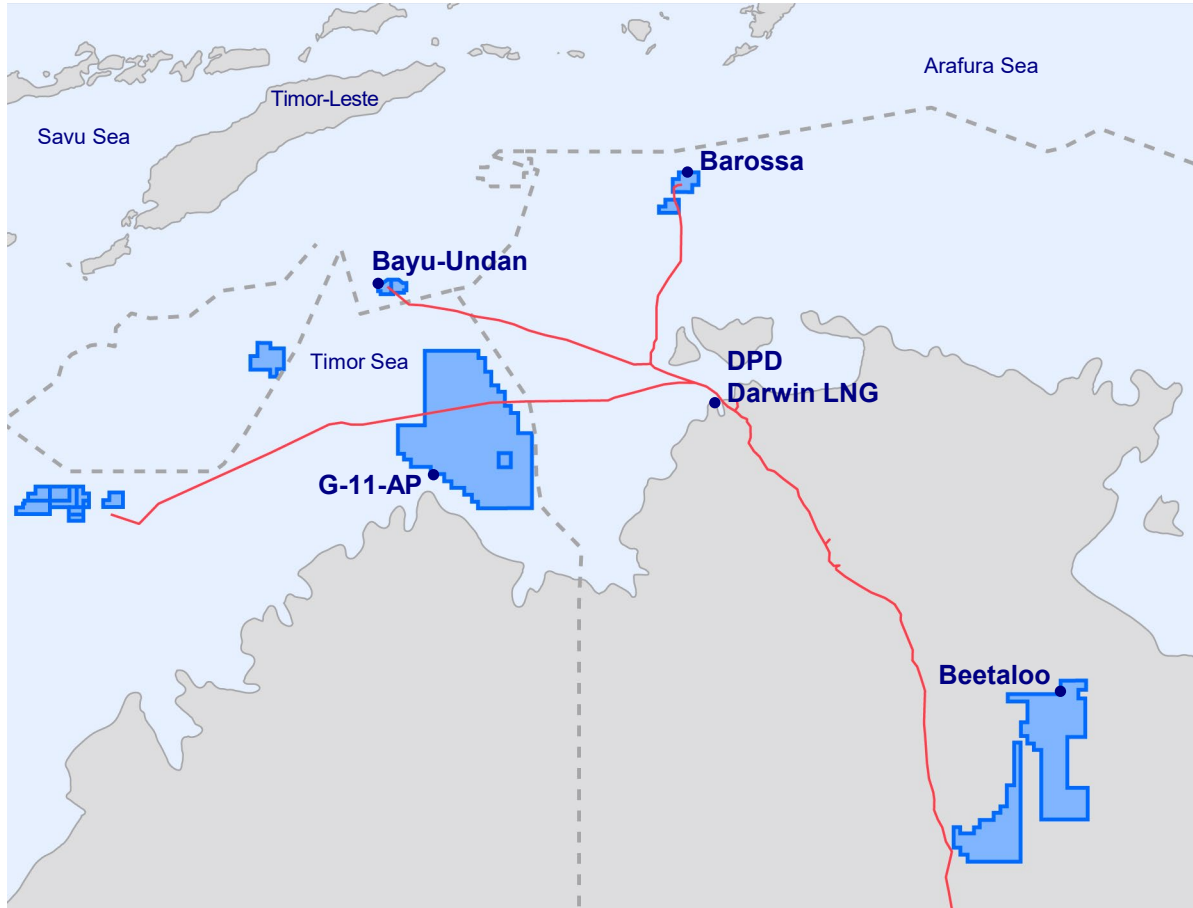 Arafura Sea
Timor-Leste
Savu Sea
Barossa
Bayu-Undan
Timor Sea
DPD
Darwin LNG
G-11-AP
Beetaloo